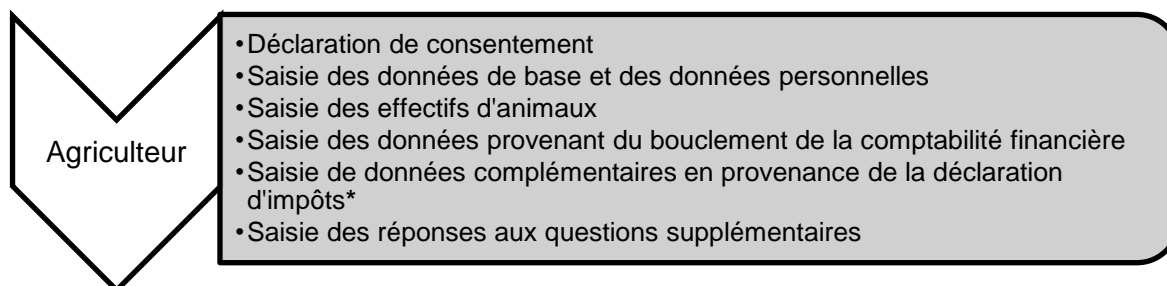 Agriculteur
•Déclaration de consentement
•Saisie des données de base et des données personnelles
•Saisie des effectifs d'animaux
•Saisie des données provenant du bouclement de la comptabilité financière
•Saisie de données complémentaires en provenance de la déclaration
d'impôts*
•Saisie des réponses aux questions supplémentaires